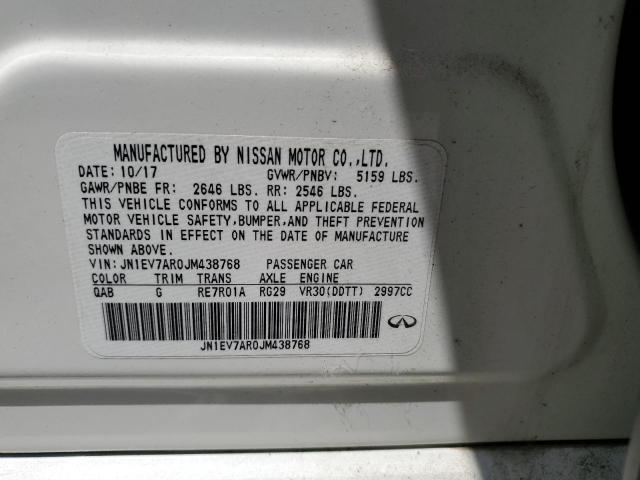 MANUFACTURED BY NISSAN MOTOR CO.,LTD.
DATE: 10/17 GVWR/PNBV: 5159 LBS.
GAWR/PNBE FR: 2646 LBS. RR: 2546 LBS.
THIS VEHICLE CONFORMS TO ALL APPLICABLE FEDERAL
MOTOR VEHICLE SAFETY,BUMPER,AND THEFT PREVENTION
STANDARDS IN EFFECT ON THE DATE OF MANUFACTURE
SHOWN ABOVE.
VIN: JN1EV7AR0JM438768 PASSENGER CAR
COLOR TRIM TRANS AXLE ENGINE
QAB G RE7R01A RG29 VR30(DDTT) 2997CC
JN1EV7AR0JM438768